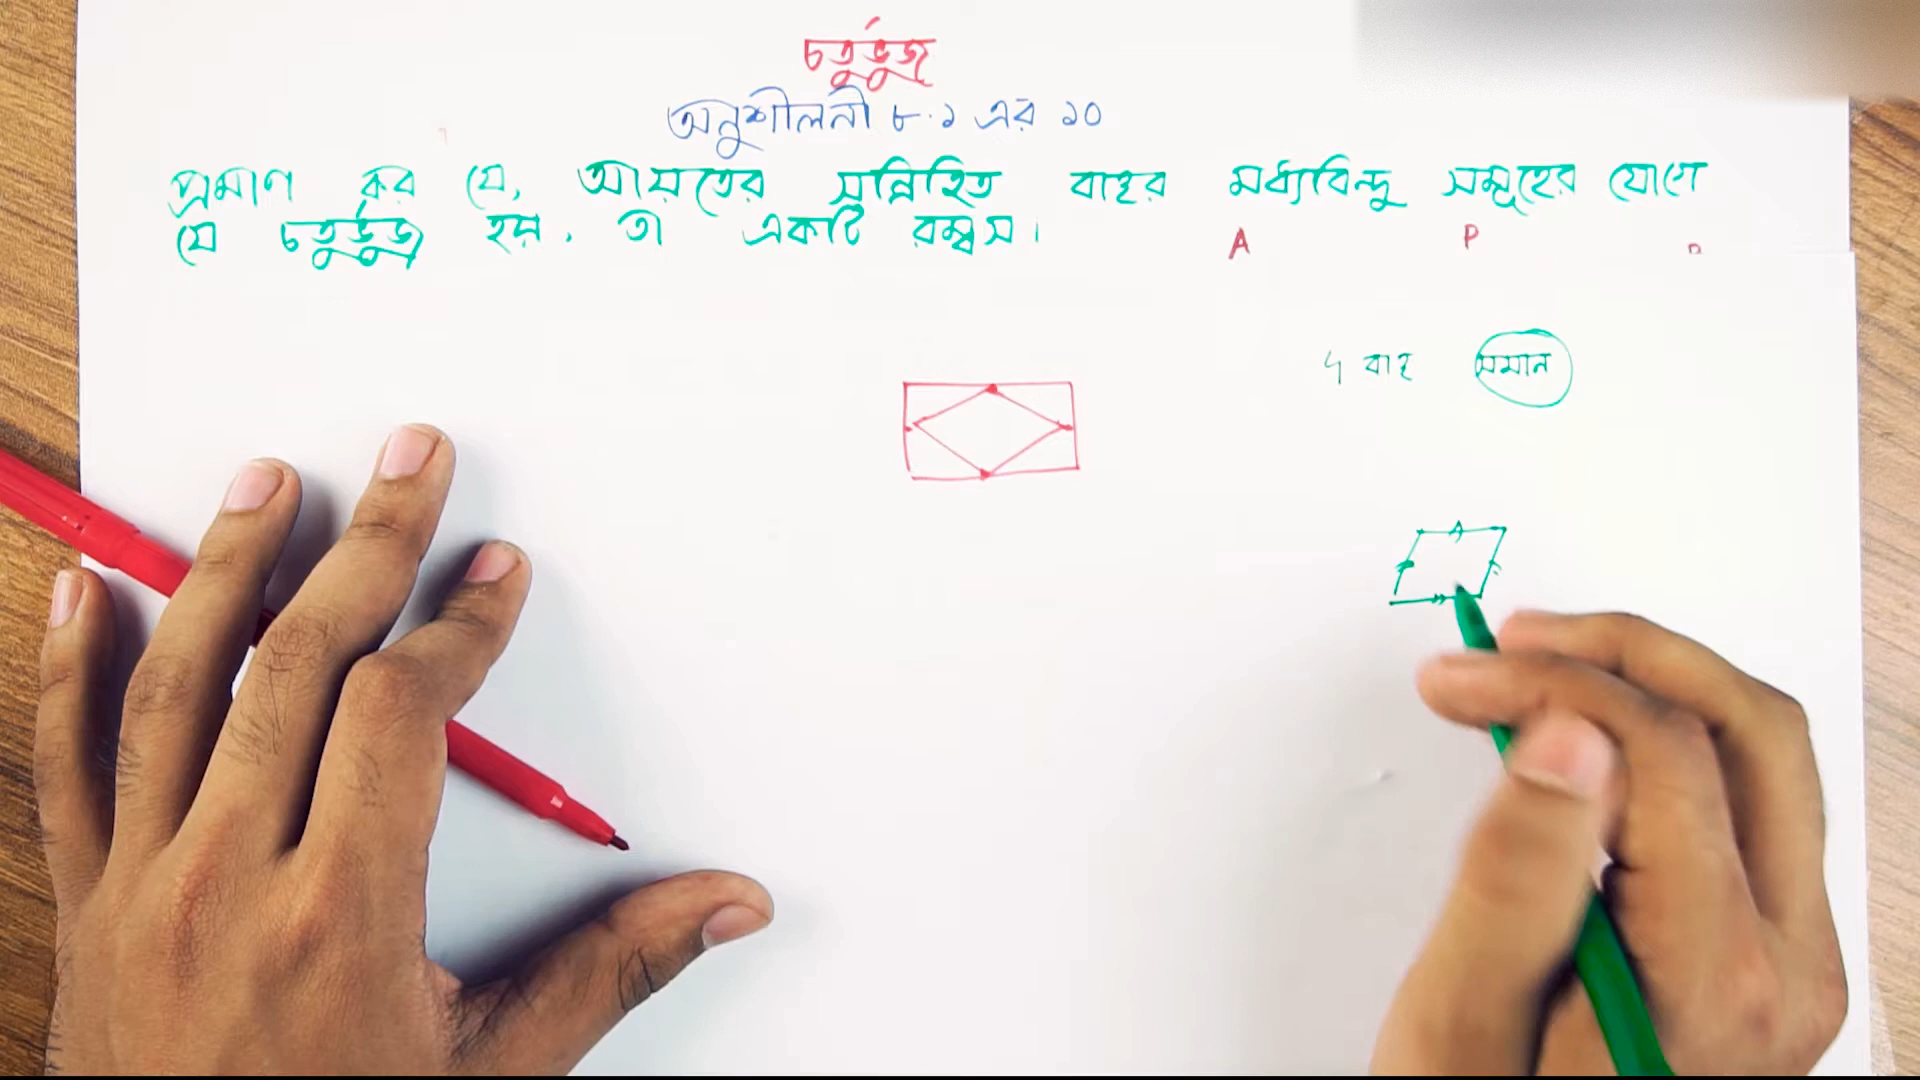 চতুর্ভুজ
অনুশীলনী ৮.১ এর ১০
প্রমাণ কর যে, আয়তের সন্নিহিত বাহুর মধ্যবিন্দু সমূহের যোগে
যে চতুর্ভুজ হয়, তা একটি রম্বস।
A P
৭ বাহু সমান